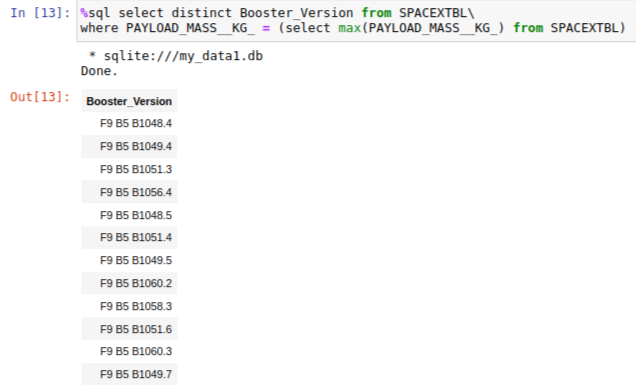 In [13]: %sql select distinct Booster_Version from SPACEXTBL\
where PAYLOAD_MASS__KG_ = (select max(PAYLOAD_MASS__KG_) from SPACEXTBL)
* sqlite:///my_data1.db
Done.
Out[13]: Booster_Version
F9 B5 B1048.4
F9 B5 B1049.4
F9 B5 B1051.3
F9 B5 B1056.4
F9 B5 B1048.5
F9 B5 B1051.4
F9 B5 B1049.5
F9 B5 B1060.2
F9 B5 B1058.3
F9 B5 B1051.6
F9 B5 B1060.3
F9 B5 B1049.7